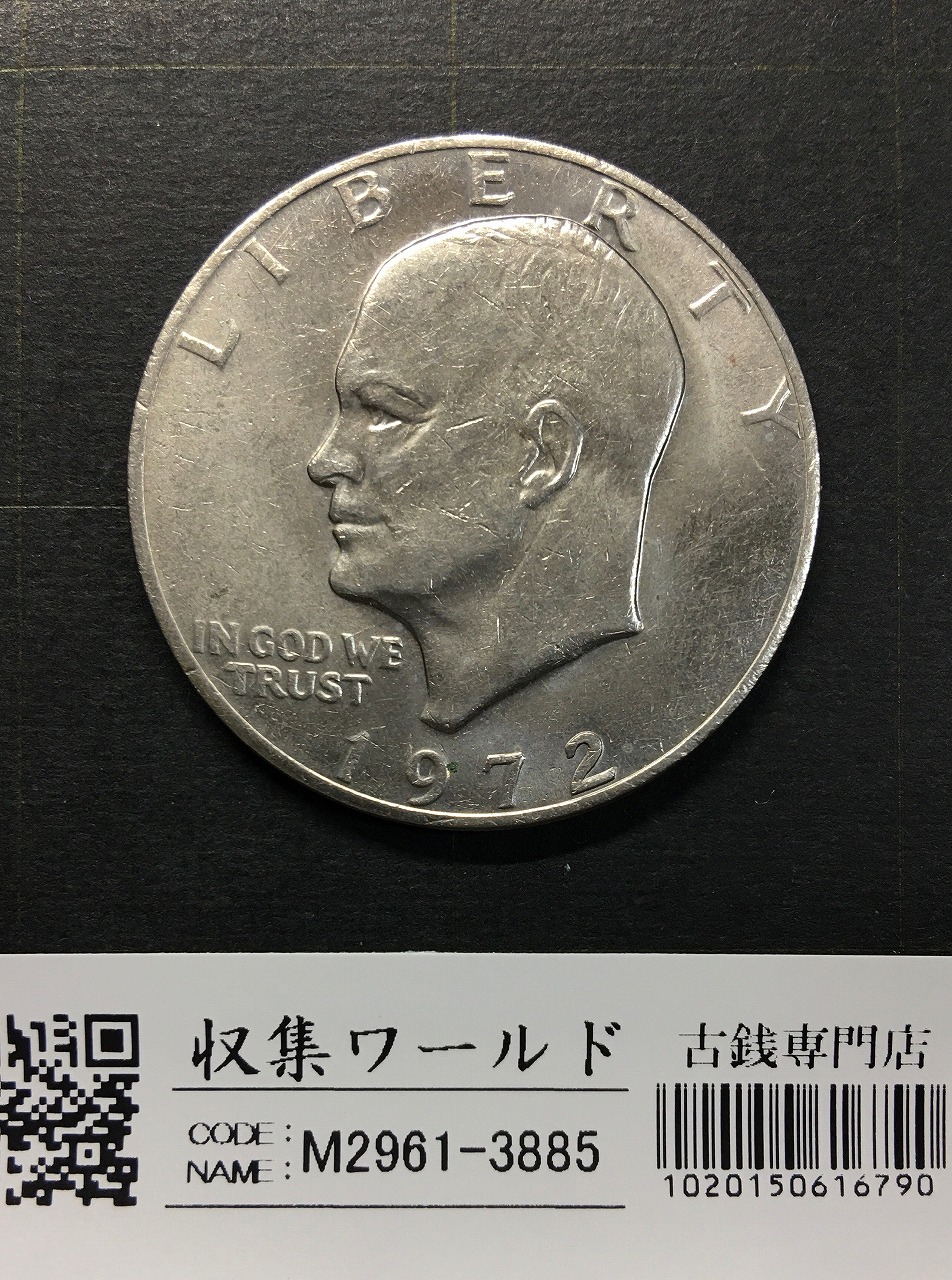 LIBERTY
IN GOD WE
TRUST
1972
収集ワールド
古銭専門店
CODE:
NAME:
M2961-3885
1020150616790